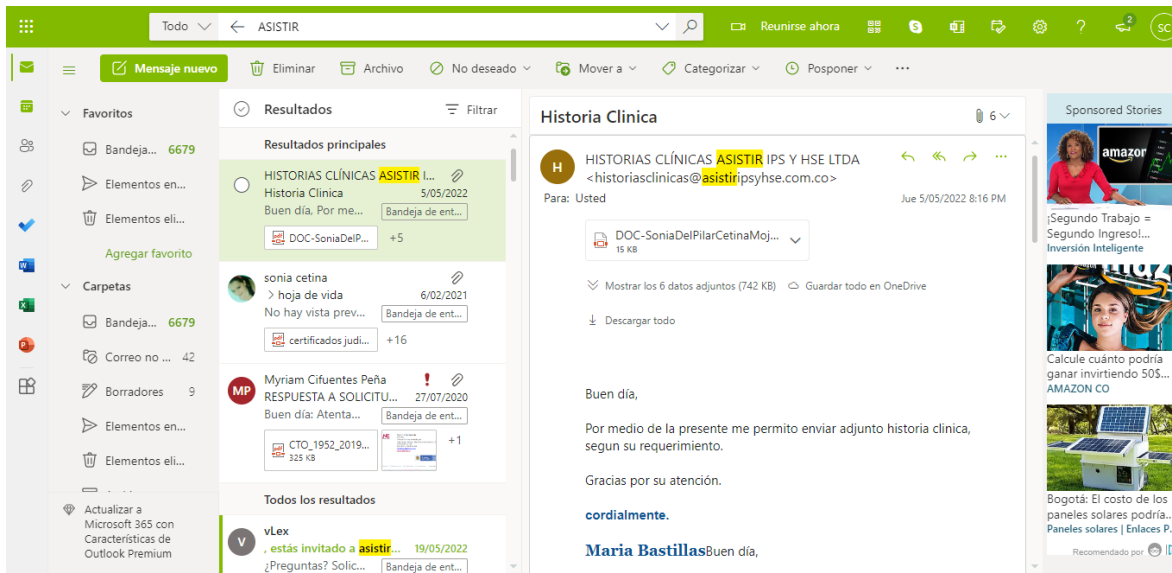 Todo
ASISTIR
Reunirse ahora
?
2
SC
Mensaje nuevo
Eliminar
Archivo
No deseado
Mover a
Categorizar
Posponer
...
Favoritos
Bandeja... 6679
Elementos en...
Elementos eli...
Agregar favorito
Carpetas
Bandeja... 6679
Correo no ... 42
Borradores 9
Elementos en...
Elementos eli...
Actualizar a
Microsoft 365 con
Características de
Outlook Premium
Resultados
Filtrar
Resultados principales
HISTORIAS CLÍNICAS ASISTIR I...
Historia Clinica 5/05/2022
Buen día, Por me... Bandeja de ent...
DOC-SoniaDelP... +5
sonia cetina
> hoja de vida 6/02/2021
No hay vista prev... Bandeja de ent...
certificados judi... +16
MP
Myriam Cifuentes Peña
RESPUESTA A SOLICITU... 27/07/2020
Buen día: Atenta... Bandeja de ent...
CTO_1952_2019...
325 KB
+1
Todos los resultados
V
vLex
, estás invitado a asistir... 19/05/2022
¿Preguntas? Solic... Bandeja de ent...
Historia Clinica
6
H
HISTORIAS CLÍNICAS ASISTIR IPS Y HSE LTDA
<historiasclinicas@asistiripsyhse.com.co>
Para: Usted
Jue 5/05/2022 8:16 PM
DOC-SoniaDelPilarCetinaMoj...
15 KB
Mostrar los 6 datos adjuntos (742 KB)
Guardar todo en OneDrive
Descargar todo
Buen día,
Por medio de la presente me permito enviar adjunto historia clinica,
segun su requerimiento.
Gracias por su atención.
cordialmente.
Maria BastillasBuen día,
Sponsored Stories
amazon
¡Segundo Trabajo =
Segundo Ingreso!...
Inversión Inteligente
Calcule cuánto podría
ganar invirtiendo 50$...
AMAZON CO
Bogotá: El costo de los
paneles solares podría...
Paneles solares | Enlaces P...
Recomendado por